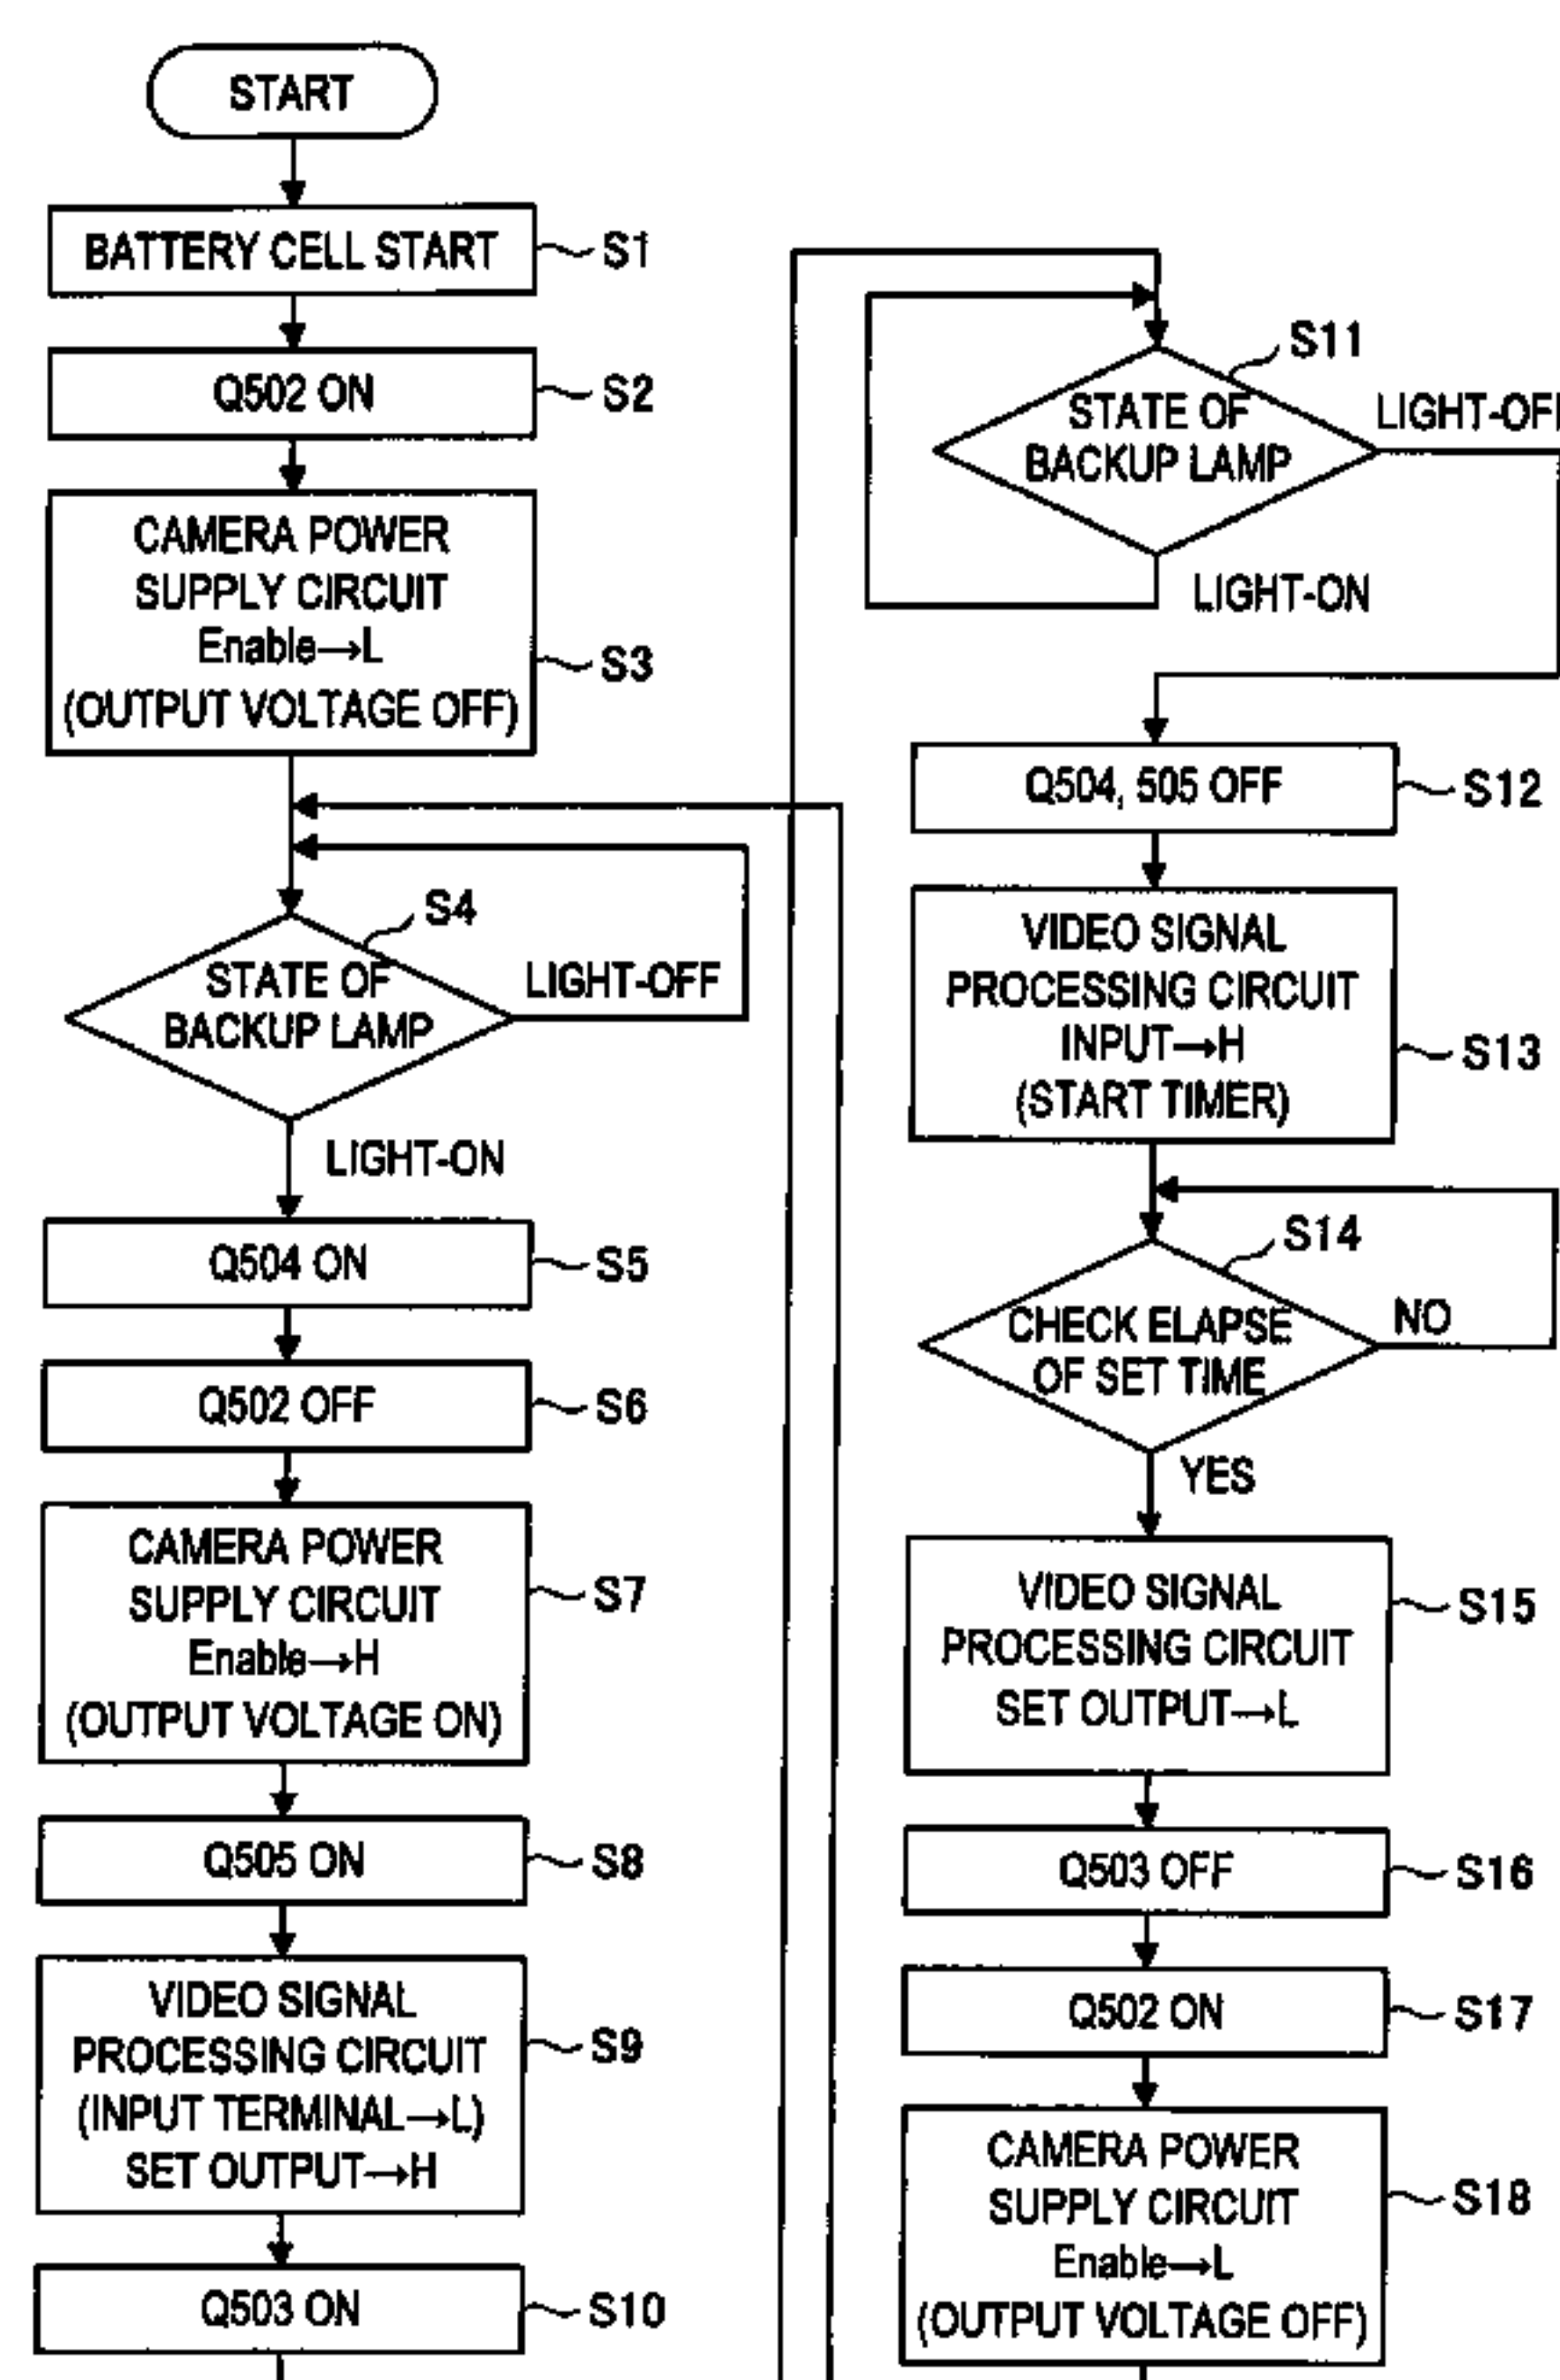 START
BATTERY CELL START
S1
Q502 ON
S2
CAMERA POWER
SUPPLY CIRCUIT
Enable→L
(OUTPUT VOLTAGE OFF)
S3
S4
STATE OF
BACKUP LAMP
LIGHT-OFF
LIGHT-ON
Q504 ON
S5
Q502 OFF
S6
CAMERA POWER
SUPPLY CIRCUIT
Enable→H
(OUTPUT VOLTAGE ON)
S7
Q505 ON
S8
VIDEO SIGNAL
PROCESSING CIRCUIT
(INPUT TERMINAL→L)
SET OUTPUT→H
S9
Q503 ON
S10
S11
STATE OF
BACKUP LAMP
LIGHT-OFF
LIGHT-ON
Q504, 505 OFF
S12
VIDEO SIGNAL
PROCESSING CIRCUIT
INPUT→H
(START TIMER)
S13
S14
CHECK ELAPSE
OF SET TIME
NO
YES
VIDEO SIGNAL
PROCESSING CIRCUIT
SET OUTPUT→L
S15
Q503 OFF
S16
Q502 ON
S17
CAMERA POWER
SUPPLY CIRCUIT
Enable→L
(OUTPUT VOLTAGE OFF)
S18